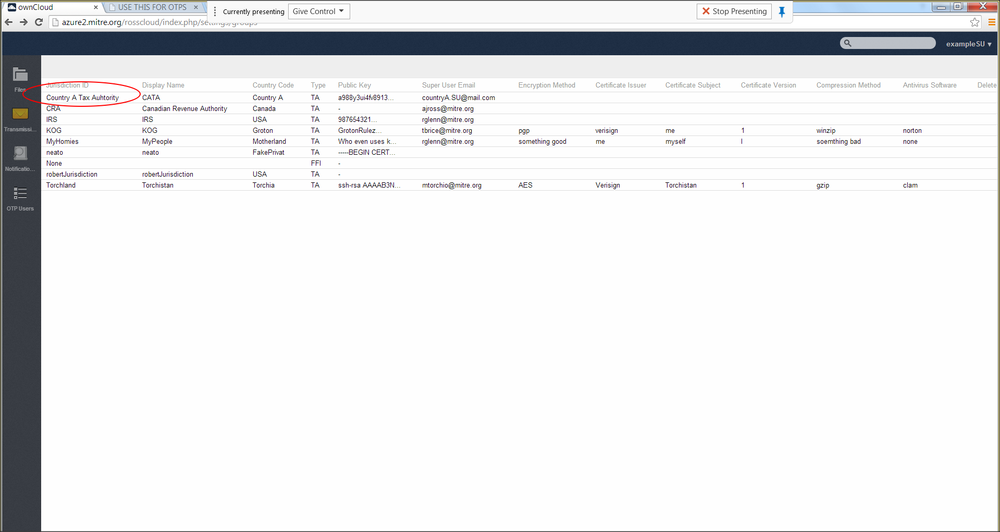 ownCloud
USE THIS FOR OTPS
Currently presenting
Give Control
Stop Presenting
azure2.mitre.org/rosscloud/index.php/settings/groups
exampleSU
Files
Transmissi...
Notificatio...
OTP Users
Jurisdiction ID Display Name Country Code Type Public Key Super User Email Encryption Method Certificate Issuer Certificate Subject Certificate Version Compression Method Antivirus Software Delete
Country A Tax Auhtority CATA Country A TA a988y3ui4fv8913... countryA.SU@mail.com
CRA Canadian Revenue Authority Canada TA - ajross@mitre.org
IRS IRS USA TA 987654321... rglenn@mitre.org
KOG KOG Groton TA GrotonRulez... tbrice@mitre.org pgp verisign me 1 winzip norton
MyHomies MyPeople Motherland TA Who even uses k... rglenn@mitre.org something good me myself I soemthing bad none
neato neato FakePrivat TA -----BEGIN CERT...
None FFI -
robertJurisdiction robertJurisdiction USA TA -
Torchland Torchistan Torchia TA ssh-rsa AAAAB3N... mtorchio@mitre.org AES Verisign Torchistan 1 gzip clam